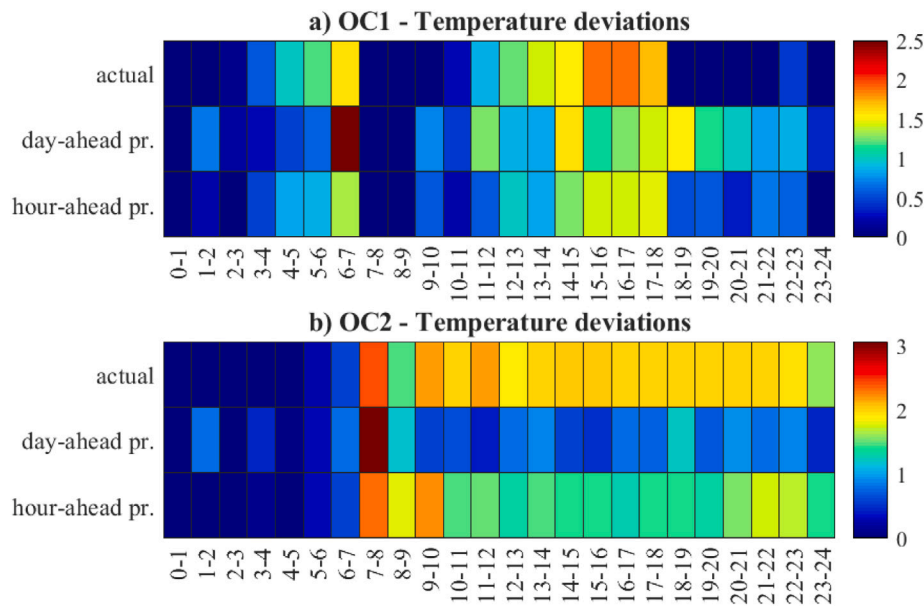 a) OC1 - Temperature deviations
actual
day-ahead pr.
hour-ahead pr.
2.5
2
1.5
1
0.5
0
0-1 1-2 2-3 3-4 4-5 5-6 6-7 7-8 8-9 9-10 10-11 11-12 12-13 13-14 14-15 15-16 16-17 17-18 18-19 19-20 20-21 21-22 22-23 23-24
b) OC2 - Temperature deviations
actual
day-ahead pr.
hour-ahead pr.
3
2
1
0
0-1 1-2 2-3 3-4 4-5 5-6 6-7 7-8 8-9 9-10 10-11 11-12 12-13 13-14 14-15 15-16 16-17 17-18 18-19 19-20 20-21 21-22 22-23 23-24